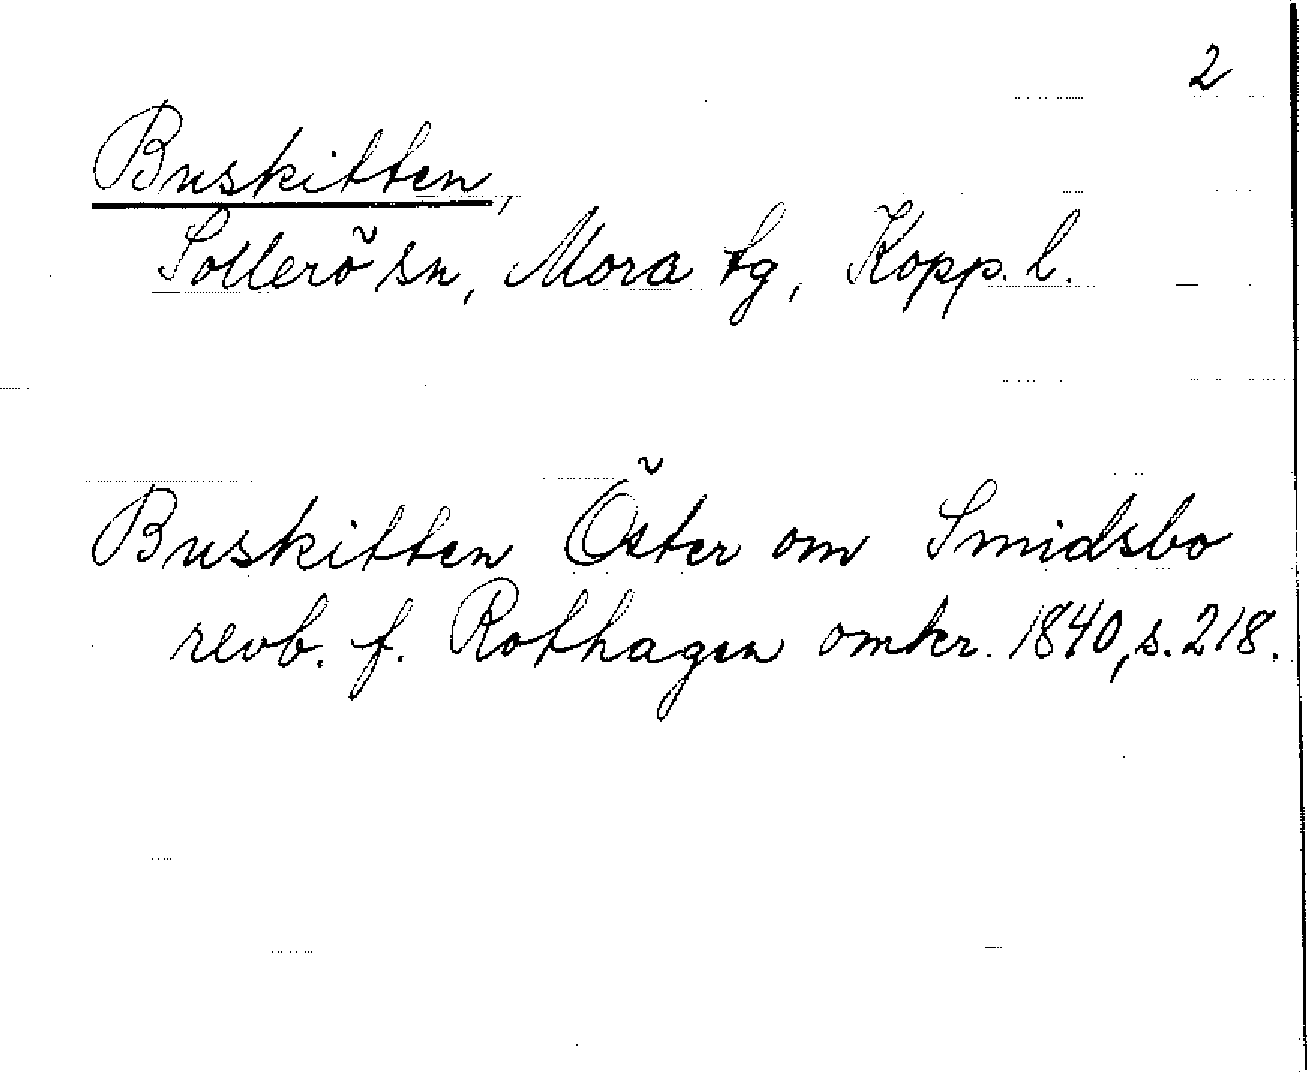 2
Buskitten,
Sollerö sn, Mora tg, Kopp. l.
Buskitten Öster om Smidsbo
revb. f. Rothagen omkr. 1840, s. 218.